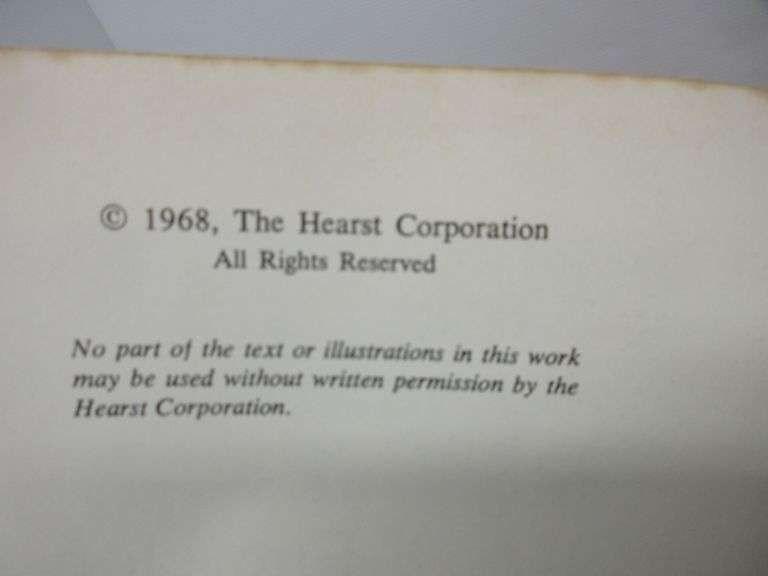 © 1968, The Hearst Corporation
All Rights Reserved
No part of the text or illustrations in this work
may be used without written permission by the
Hearst Corporation.